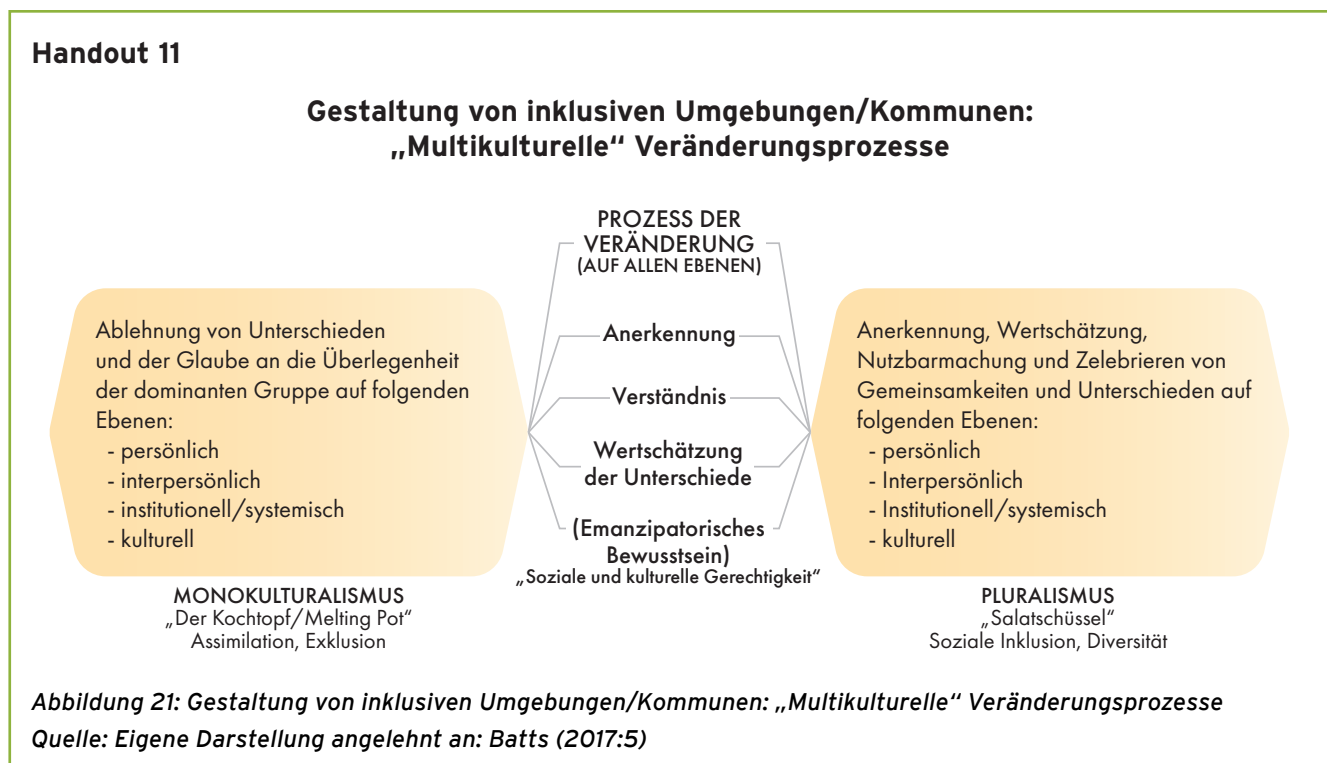 Handout 11
Gestaltung von inklusiven Umgebungen/Kommunen:
„Multikulturelle“ Veränderungsprozesse
Ablehnung von Unterschieden
und der Glaube an die Überlegenheit
der dominanten Gruppe auf folgenden
Ebenen:
- persönlich
- interpersönlich
- institutionell/systemisch
- kulturell
MONOKULTURALISMUS
„Der Kochtopf/Melting Pot“
Assimilation, Exklusion
PROZESS DER
VERÄNDERUNG
(AUF ALLEN EBENEN)
Anerkennung
Verständnis
Wertschätzung
der Unterschiede
(Emanzipatorisches
Bewusstsein)
„Soziale und kulturelle Gerechtigkeit“
Anerkennung, Wertschätzung,
Nutzbarmachung und Zelebrieren von
Gemeinsamkeiten und Unterschieden auf
folgenden Ebenen:
- persönlich
- Interpersönlich
- Institutionell/systemisch
- kulturell
PLURALISMUS
„Salatschüssel“
Soziale Inklusion, Diversität
Abbildung 21: Gestaltung von inklusiven Umgebungen/Kommunen: „Multikulturelle“ Veränderungsprozesse
Quelle: Eigene Darstellung angelehnt an: Batts (2017:5)